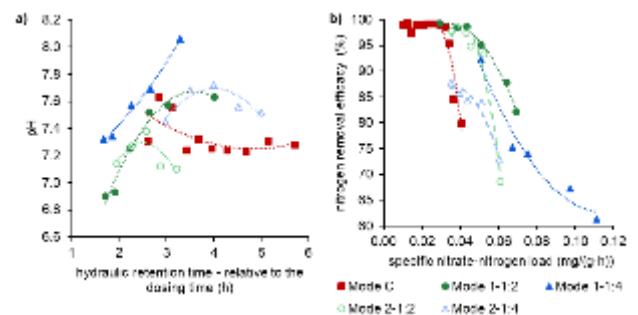 a)
8.2
8.0
7.8
7.6
7.4
7.2
7.0
6.8
6.6
pH
1 2 3 4 5 6
hydraulic retention time - relative to the
dosing time (h)
b)
100
95
90
85
80
75
70
65
60
nitrogen removal efficacy (%)
0.00 0.02 0.04 0.06 0.08 0.10 0.12
specific nitrate-nitrogen load (mg/(g·h))
Mode C Mode 1-1:2 Mode 1-1:4
Mode 2-1:2 Mode 2-1:4